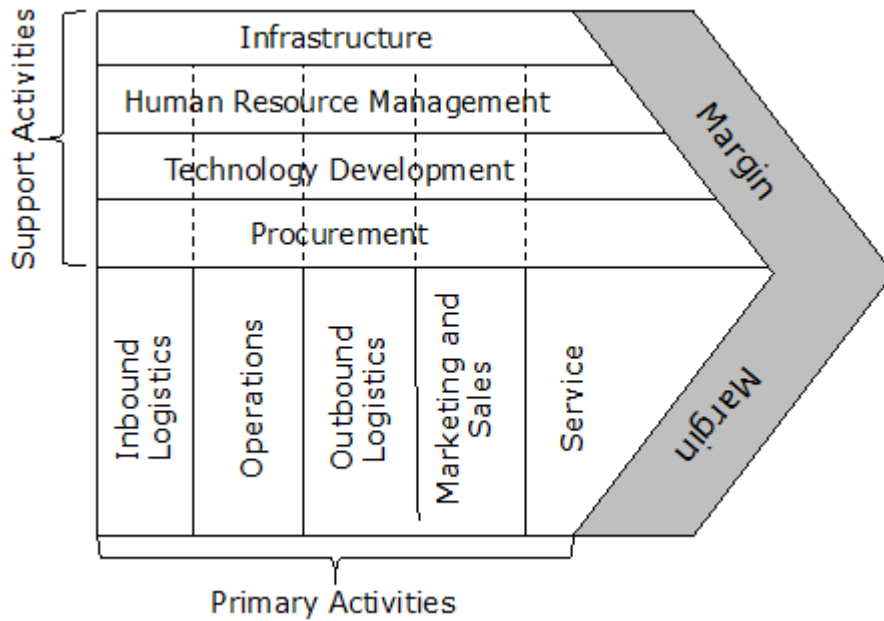 Support Activities
Infrastructure
Human Resource Management
Technology Development
Procurement
Margin
Inbound
Logistics
Operations
Outbound
Logistics
Marketing and
Sales
Service
Margin
Primary Activities